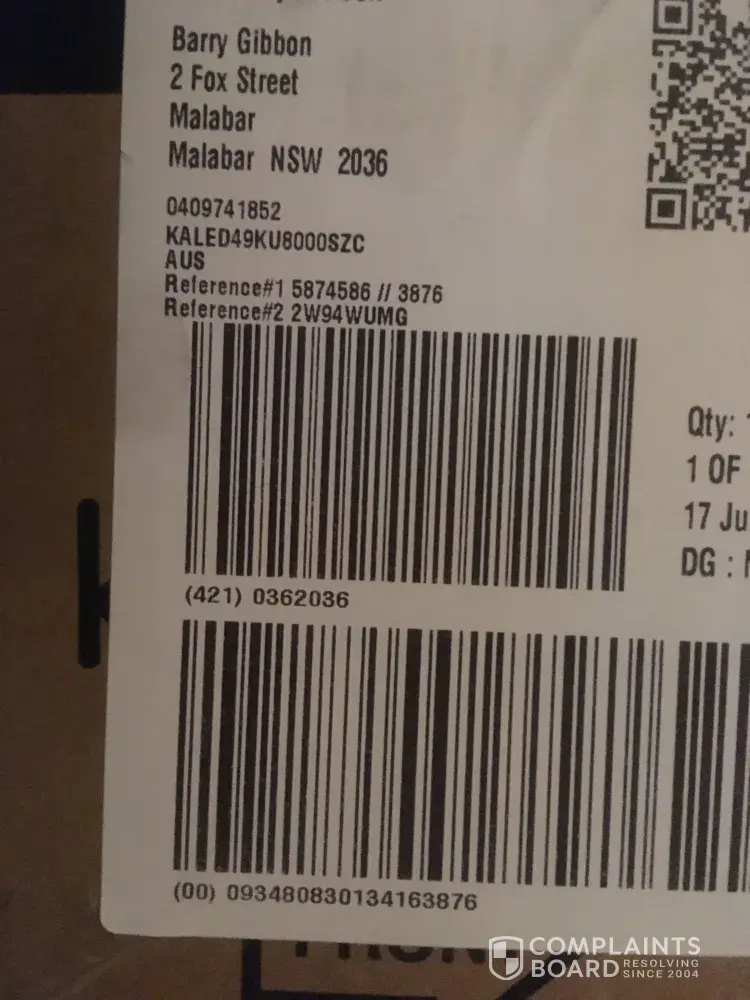 Barry Gibbon
2 Fox Street
Malabar
Malabar NSW 2036
0409741852
KALED49KU8000SZC
AUS
Reference#1 5874586 // 3876
Reference#2 2W94WUMG
Qty:
1 OF
17 Ju
DG :
(421) 0362036
(00) 093480830134163876
COMPLAINTS
BOARD RESOLVING
SINCE 2004